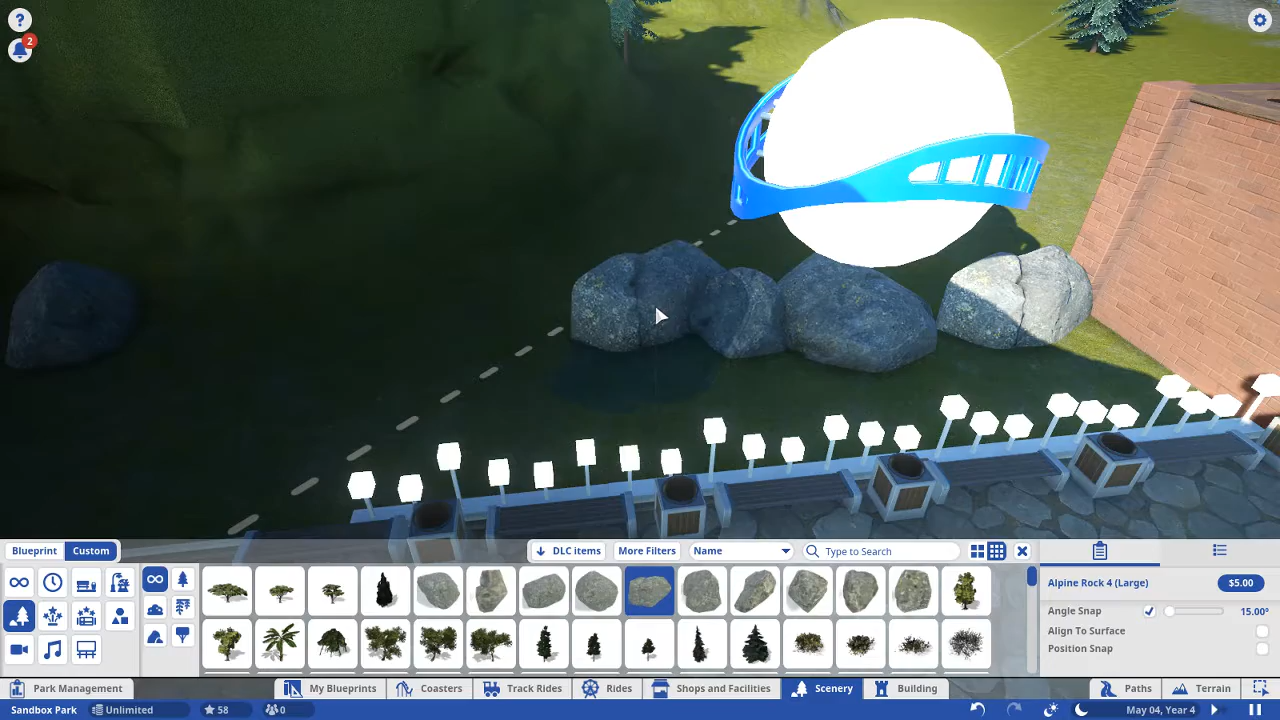 ?
2
Blueprint
Custom
DLC items
More Filters
Name
Type to Search
Alpine Rock 4 (Large)
$5.00
Angle Snap
15.00°
Align To Surface
Position Snap
Park Management
My Blueprints
Coasters
Track Rides
Rides
Shops and Facilities
Scenery
Building
Paths
Terrain
Sandbox Park
Unlimited
58
0
May 04, Year 4